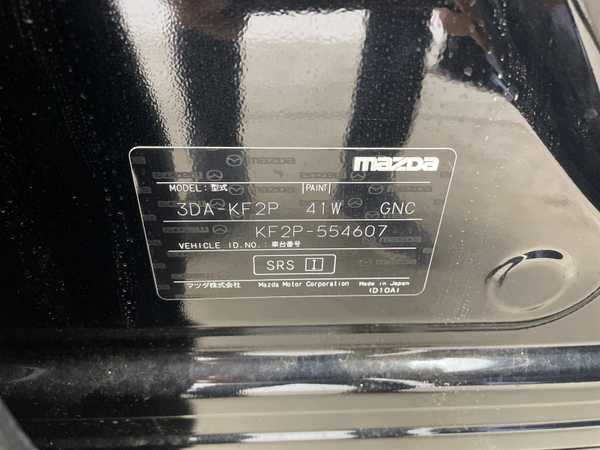 mazda
MODEL: 型式 PAINT
3DA-KF2P 41W GNC
KF2P-554607
VEHICLE ID.NO.: 車台番号
SRS I
マツダ株式会社 Mazda Motor Corporation Made in Japan
(D10A)